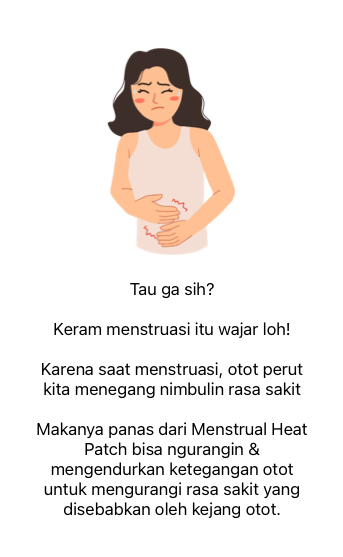 Tau ga sih?
Keram menstruasi itu wajar loh!
Karena saat menstruasi, otot perut
kita menegang nimbulin rasa sakit
Makanya panas dari Menstrual Heat
Patch bisa ngurangin &
mengendurkan ketegangan otot
untuk mengurangi rasa sakit yang
disebabkan oleh kejang otot.